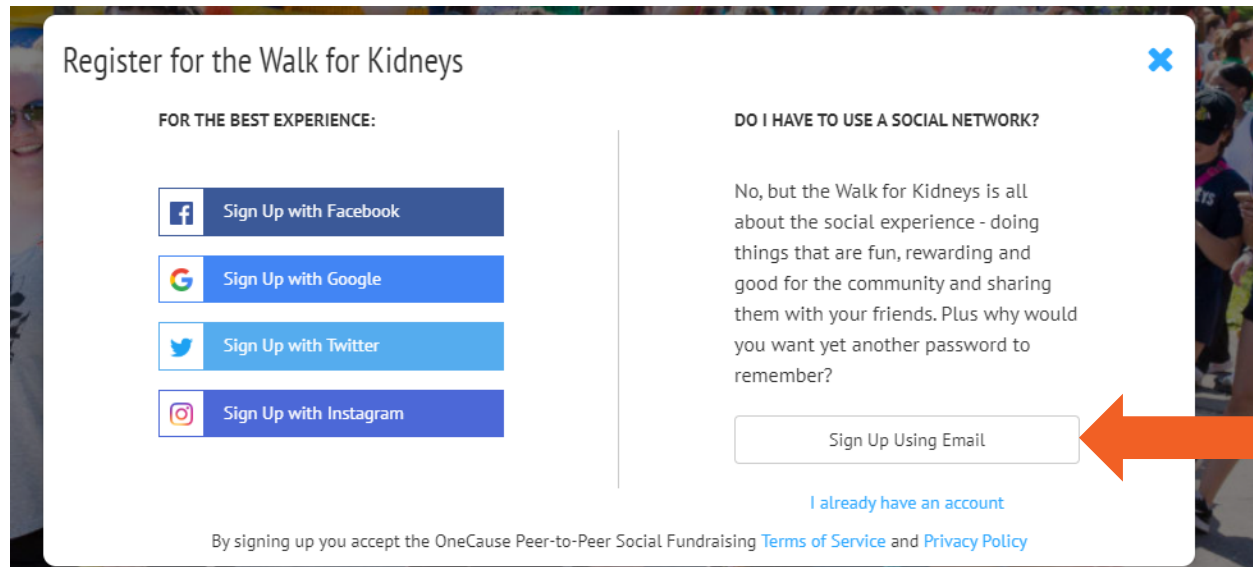 Register for the Walk for Kidneys
FOR THE BEST EXPERIENCE:
Sign Up with Facebook
Sign Up with Google
Sign Up with Twitter
Sign Up with Instagram
DO I HAVE TO USE A SOCIAL NETWORK?
No, but the Walk for Kidneys is all
about the social experience - doing
things that are fun, rewarding and
good for the community and sharing
them with your friends. Plus why would
you want yet another password to
remember?
Sign Up Using Email
I already have an account
By signing up you accept the OneCause Peer-to-Peer Social Fundraising Terms of Service and Privacy Policy